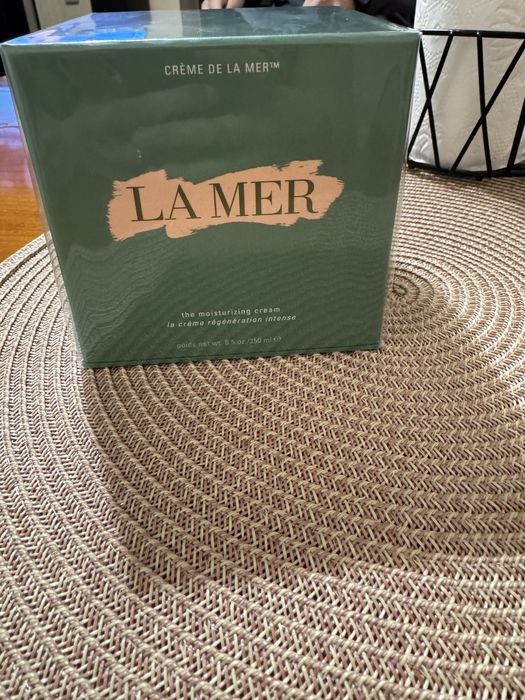 CRÈME DE LA MER™
LA MER
the moisturizing cream
la crème régénération intense
poids net wt. 8.5 oz /250 ml ℮